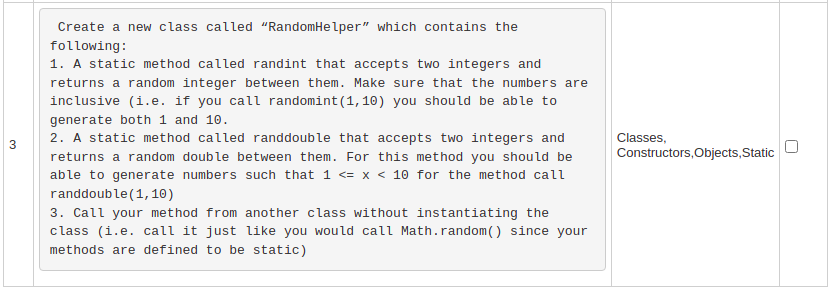 Create a new class called “RandomHelper” which contains the
following:
1. A static method called randint that accepts two integers and
returns a random integer between them. Make sure that the numbers are
inclusive (i.e. if you call randomint(1,10) you should be able to
generate both 1 and 10.
2. A static method called randdouble that accepts two integers and
returns a random double between them. For this method you should be
able to generate numbers such that 1 <= x < 10 for the method call
randdouble(1,10)
3. Call your method from another class without instantiating the
class (i.e. call it just like you would call Math.random() since your
methods are defined to be static)
3
Classes,
Constructors,Objects,Static